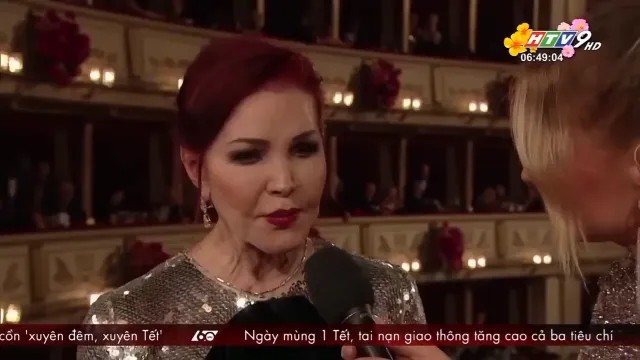 HTV9 HD
06:49:04
cồn 'xuyên đêm, xuyên Tết' 60 Ngày mùng 1 Tết, tai nạn giao thông tăng cao cả ba tiêu chí